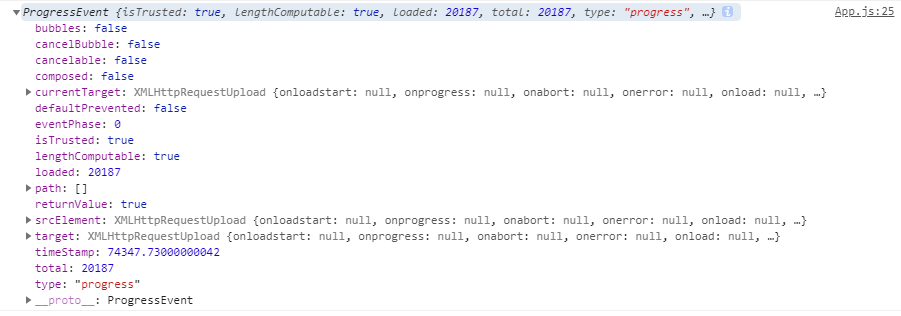 ▼ProgressEvent {isTrusted: true, lengthComputable: true, loaded: 20187, total: 20187, type: "progress", …} i App.js:25
bubbles: false
cancelBubble: false
cancelable: false
composed: false
▶currentTarget: XMLHttpRequestUpload {onloadstart: null, onprogress: null, onabort: null, onerror: null, onload: null, …}
defaultPrevented: false
eventPhase: 0
isTrusted: true
lengthComputable: true
loaded: 20187
▶path: []
returnValue: true
▶srcElement: XMLHttpRequestUpload {onloadstart: null, onprogress: null, onabort: null, onerror: null, onload: null, …}
▶target: XMLHttpRequestUpload {onloadstart: null, onprogress: null, onabort: null, onerror: null, onload: null, …}
timeStamp: 74347.73000000042
total: 20187
type: "progress"
▶__proto__: ProgressEvent